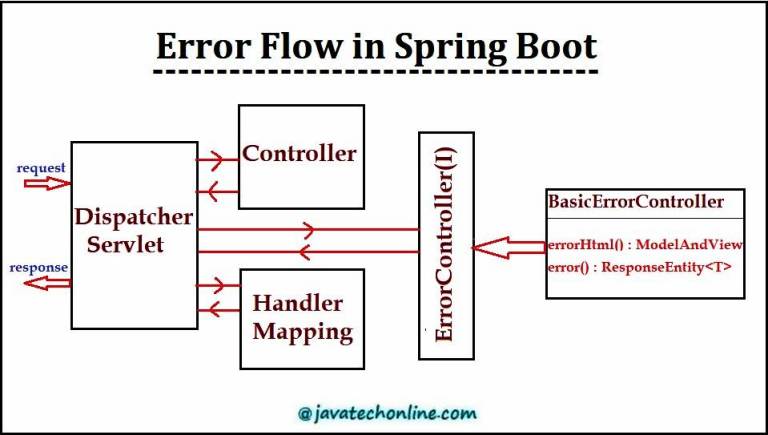 Error Flow in Spring Boot
request
response
Dispatcher
Servlet
Controller
Handler
Mapping
ErrorController(I)
BasicErrorController
errorHtml() : ModelAndView
error() : ResponseEntity<T>
@javatechonline.com